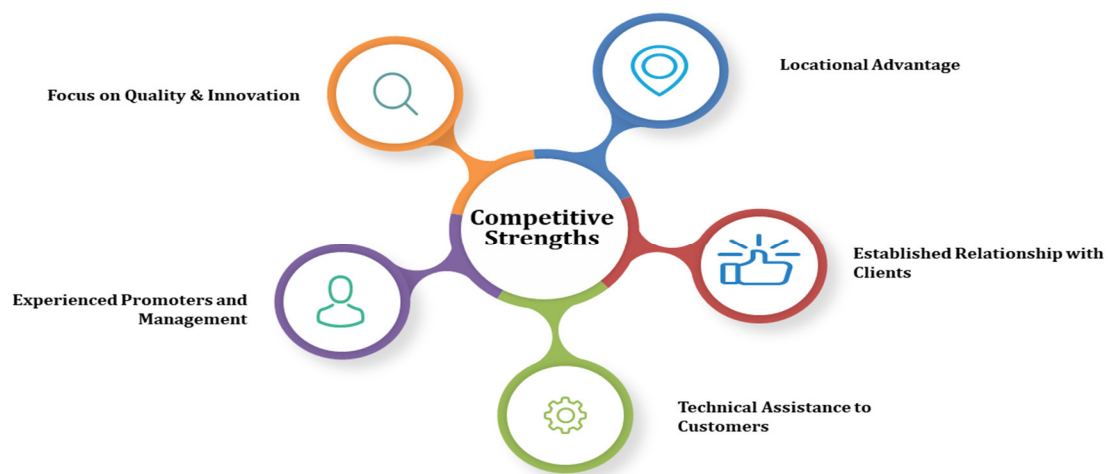 Locational Advantage
Focus on Quality & Innovation
Competitive
Strengths
Established Relationship with
Clients
Experienced Promoters and
Management
Technical Assistance to
Customers